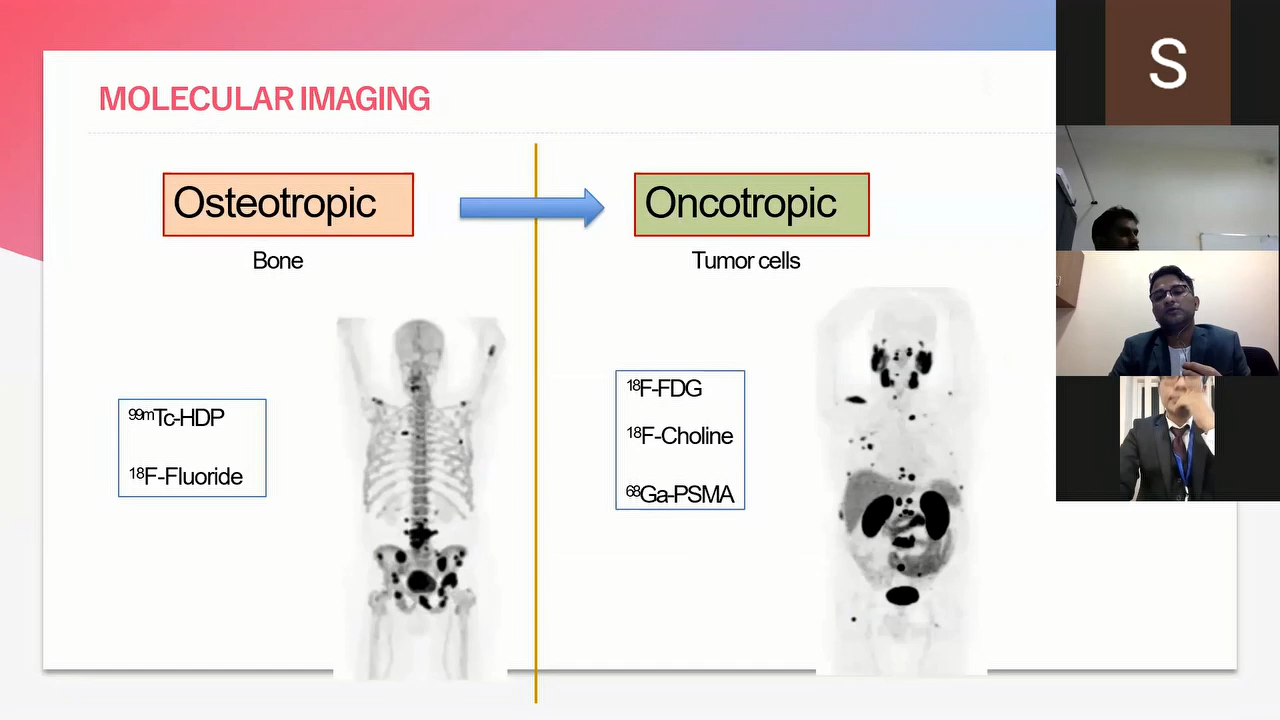 MOLECULAR IMAGING
Osteotropic
Oncotropic
Bone
Tumor cells
⁹⁹ᵐTc-HDP
¹⁸F-Fluoride
¹⁸F-FDG
¹⁸F-Choline
⁶⁸Ga-PSMA
S